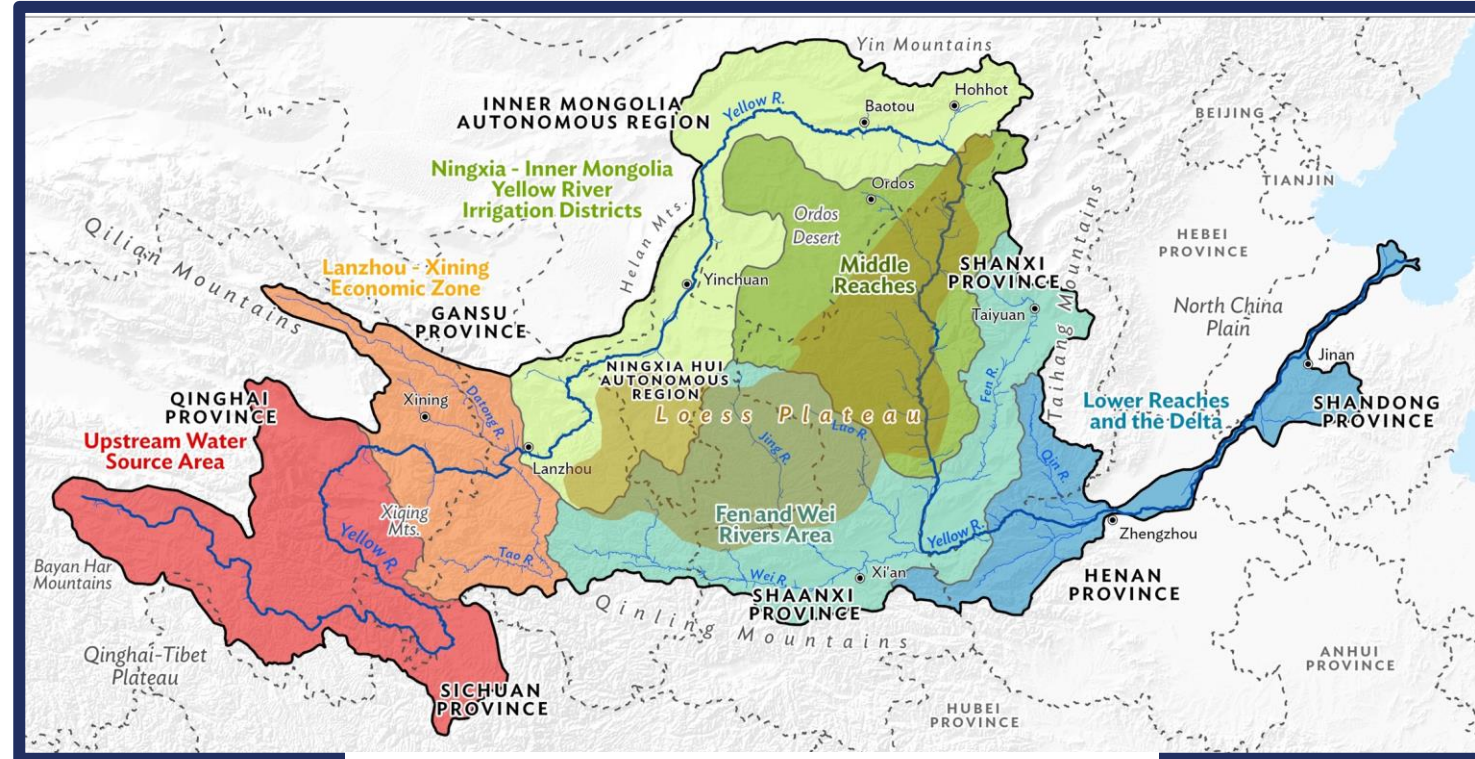 Yin Mountains
Hohhot
Baotou
Yellow R.
INNER MONGOLIA
AUTONOMOUS REGION
BEIJING
Ningxia - Inner Mongolia
Yellow River
Irrigation Districts
Ordos
TIANJIN
Helan Mts.
Ordos
Desert
HEBEI
PROVINCE
Qilian Mountains
Lanzhou - Xining
Economic Zone
Middle
Reaches
SHANXI
PROVINCE
Taihang Mountains
Yinchuan
GANSU
PROVINCE
Taiyuan
North China
Plain
Jinan
NINGXIA HUI
AUTONOMOUS
REGION
Fen R.
Datong R.
QINGHAI
PROVINCE
Xining
Loess Plateau
Lower Reaches
and the Delta
SHANDONG
PROVINCE
Upstream Water
Source Area
Jing R.
Luo R.
Qin R.
Lanzhou
Xiqing
Mts.
Fen and Wei
Rivers Area
Yellow R.
Zhengzhou
Yellow R.
Tao R.
Wei R.
Xi'an
Bayan Har
Mountains
SHAANXI
PROVINCE
HENAN
PROVINCE
Qinling Mountains
Qinghai-Tibet
Plateau
ANHUI
PROVINCE
SICHUAN
PROVINCE
HUBEI
PROVINCE